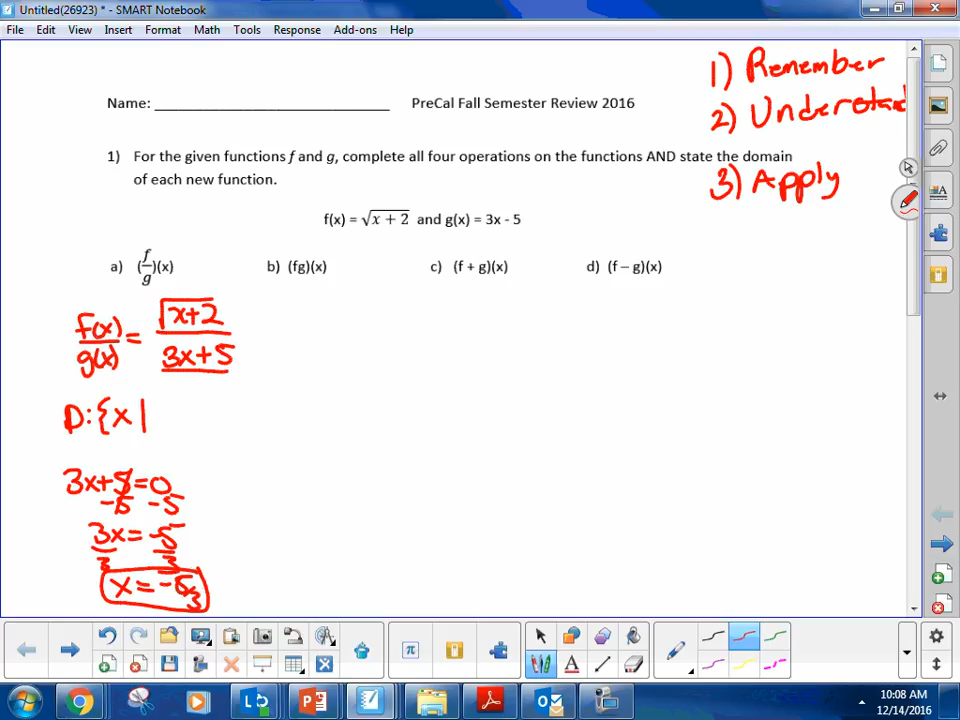 Untitled(26923) * - SMART Notebook
File Edit View Insert Format Math Tools Response Add-ons Help
1) Remember
Name: ____________________ PreCal Fall Semester Review 2016
2) Understand
1) For the given functions f and g, complete all four operations on the functions AND state the domain
of each new function.
3) Apply
f(x) = √x + 2 and g(x) = 3x - 5
a) (f/g)(x) b) (fg)(x) c) (f + g)(x) d) (f – g)(x)
f(x)/g(x) = √x+2/3x+5
D: {x |
3x+5=0
-5 -5
3x = -5
3 3
x = -5/3
10:08 AM
12/14/2016